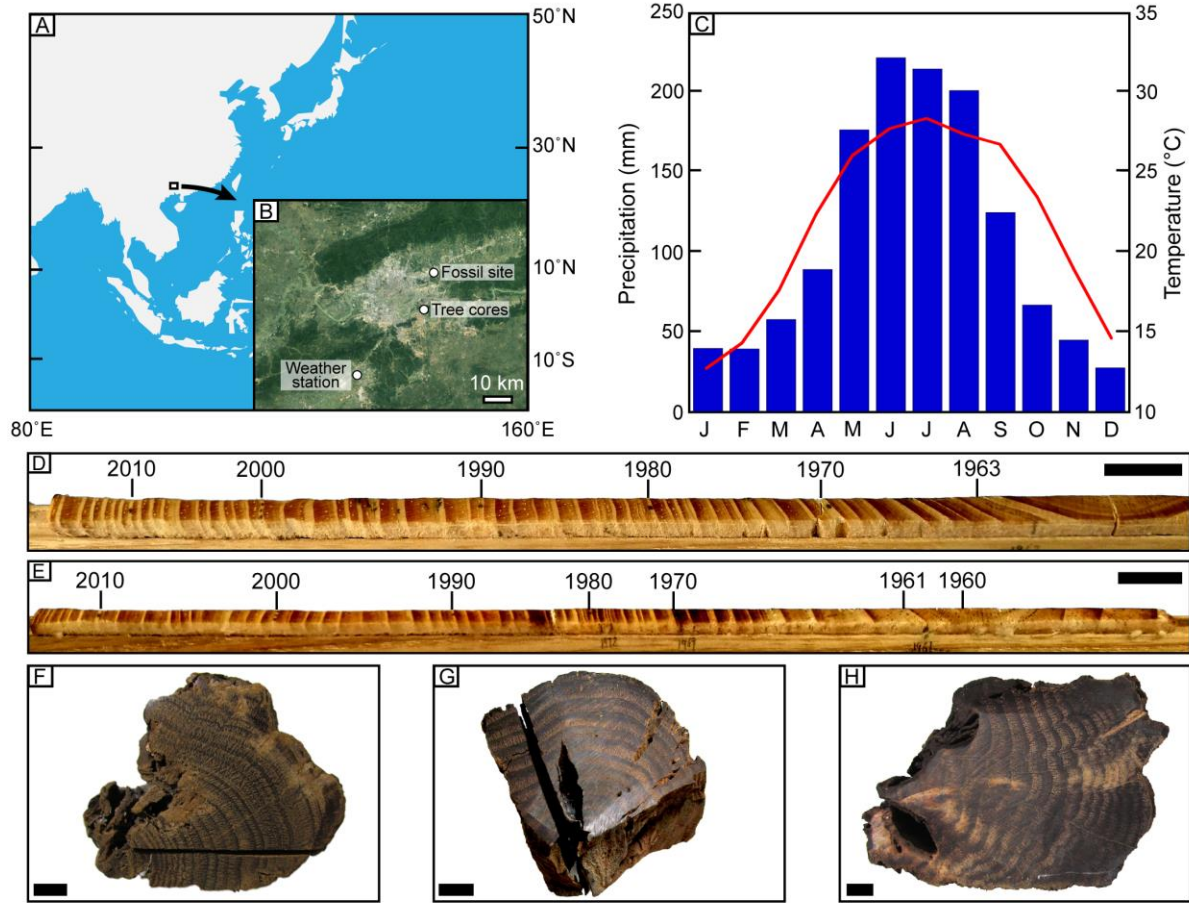 A
50°N
30°N
10°N
10°S
80°E
160°E
B
Fossil site
Tree cores
Weather
station
10 km
C
Precipitation (mm)
250
200
150
100
50
0
Temperature (°C)
35
30
25
20
15
10
J F M A M J J A S O N D
D
2010 2000 1990 1980 1970 1963
E
2010 2000 1990 1980 1970 1961 1960
F
G
H